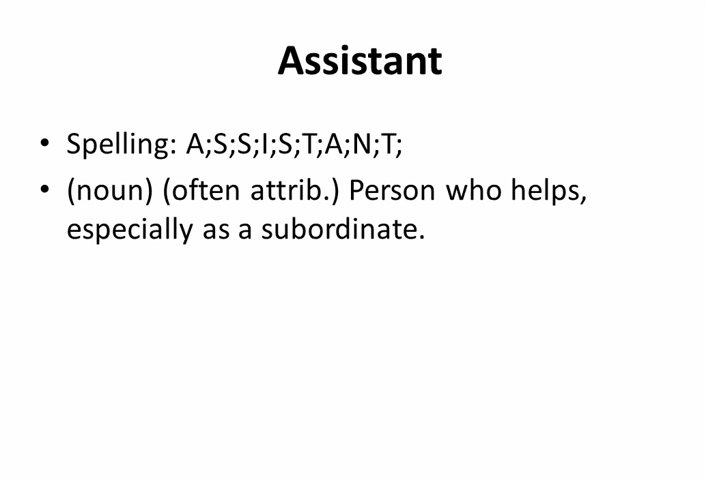 Assistant
• Spelling: A;S;S;I;S;T;A;N;T;
• (noun) (often attrib.) Person who helps,
especially as a subordinate.